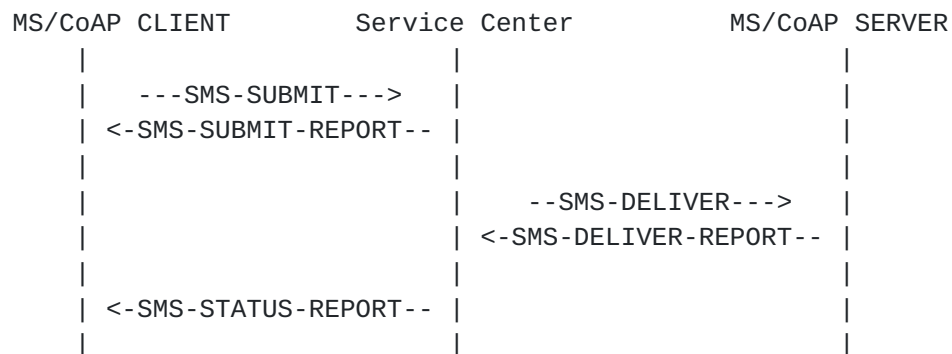 MS/CoAP CLIENT Service Center MS/CoAP SERVER
---SMS-SUBMIT--->
<-SMS-SUBMIT-REPORT--
--SMS-DELIVER--->
<-SMS-DELIVER-REPORT--
<-SMS-STATUS-REPORT--